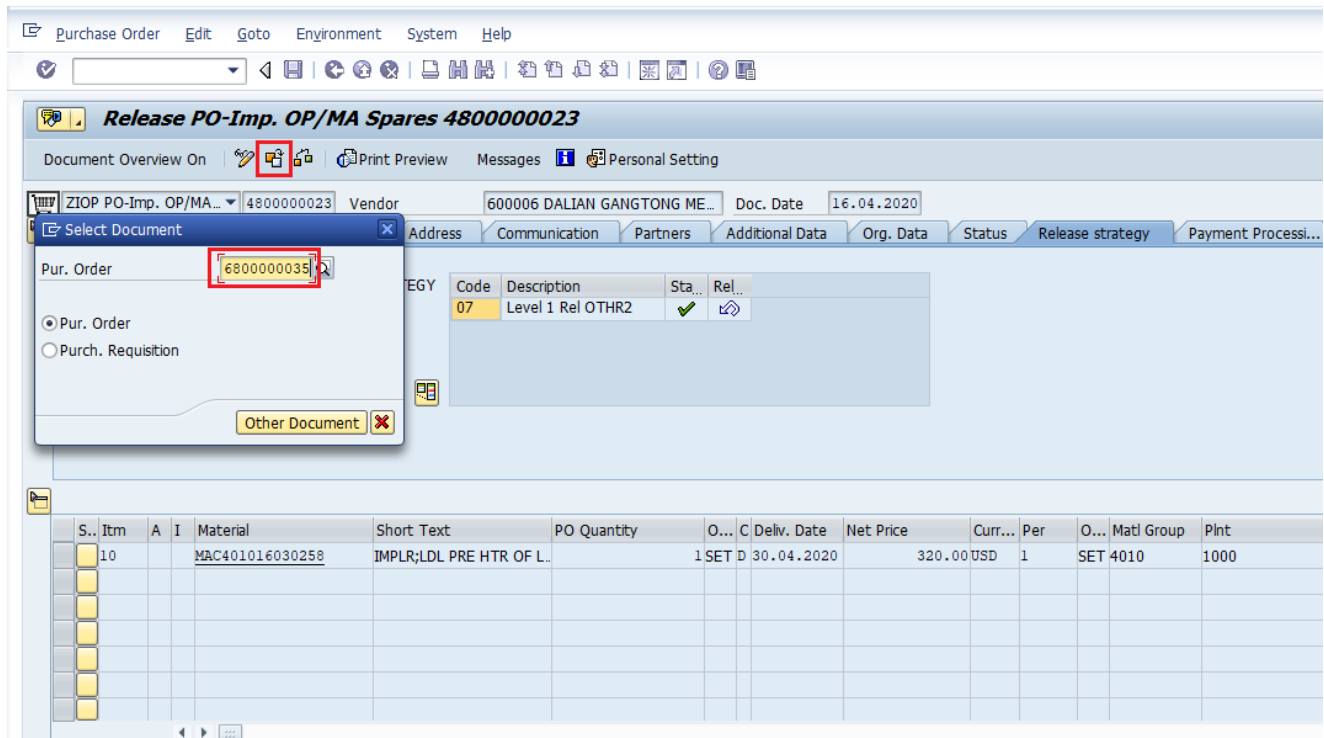 Purchase Order Edit Goto Environment System Help
Release PO-Imp. OP/MA Spares 4800000023
Document Overview On Print Preview Messages Personal Setting
ZIOP PO-Imp. OP/MA... 4800000023 Vendor 600006 DALIAN GANGTONG ME... Doc. Date 16.04.2020
Select Document
Address Communication Partners Additional Data Org. Data Status Release strategy Payment Processi...
Pur. Order 6800000035
TEGY Code Description Sta... Rel...
07 Level 1 Rel OTHR2
Pur. Order
Purch. Requisition
Other Document
S.. Itm A I Material Short Text PO Quantity O... C Deliv. Date Net Price Curr... Per O... Matl Group Plnt
10 MAC401016030258 IMPLR;LDL PRE HTR OF L.. 1 SET D 30.04.2020 320.00 USD 1 SET 4010 1000